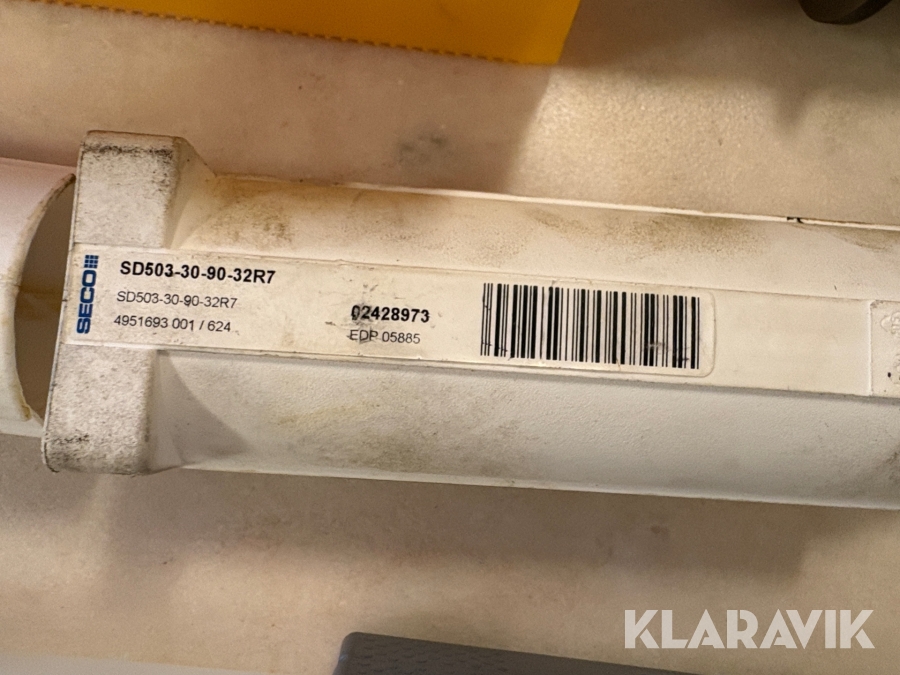 SECO
SD503-30-90-32R7
SD503-30-90-32R7
4951693 001 / 624
02428973
EDP 05885
KLARAVIK